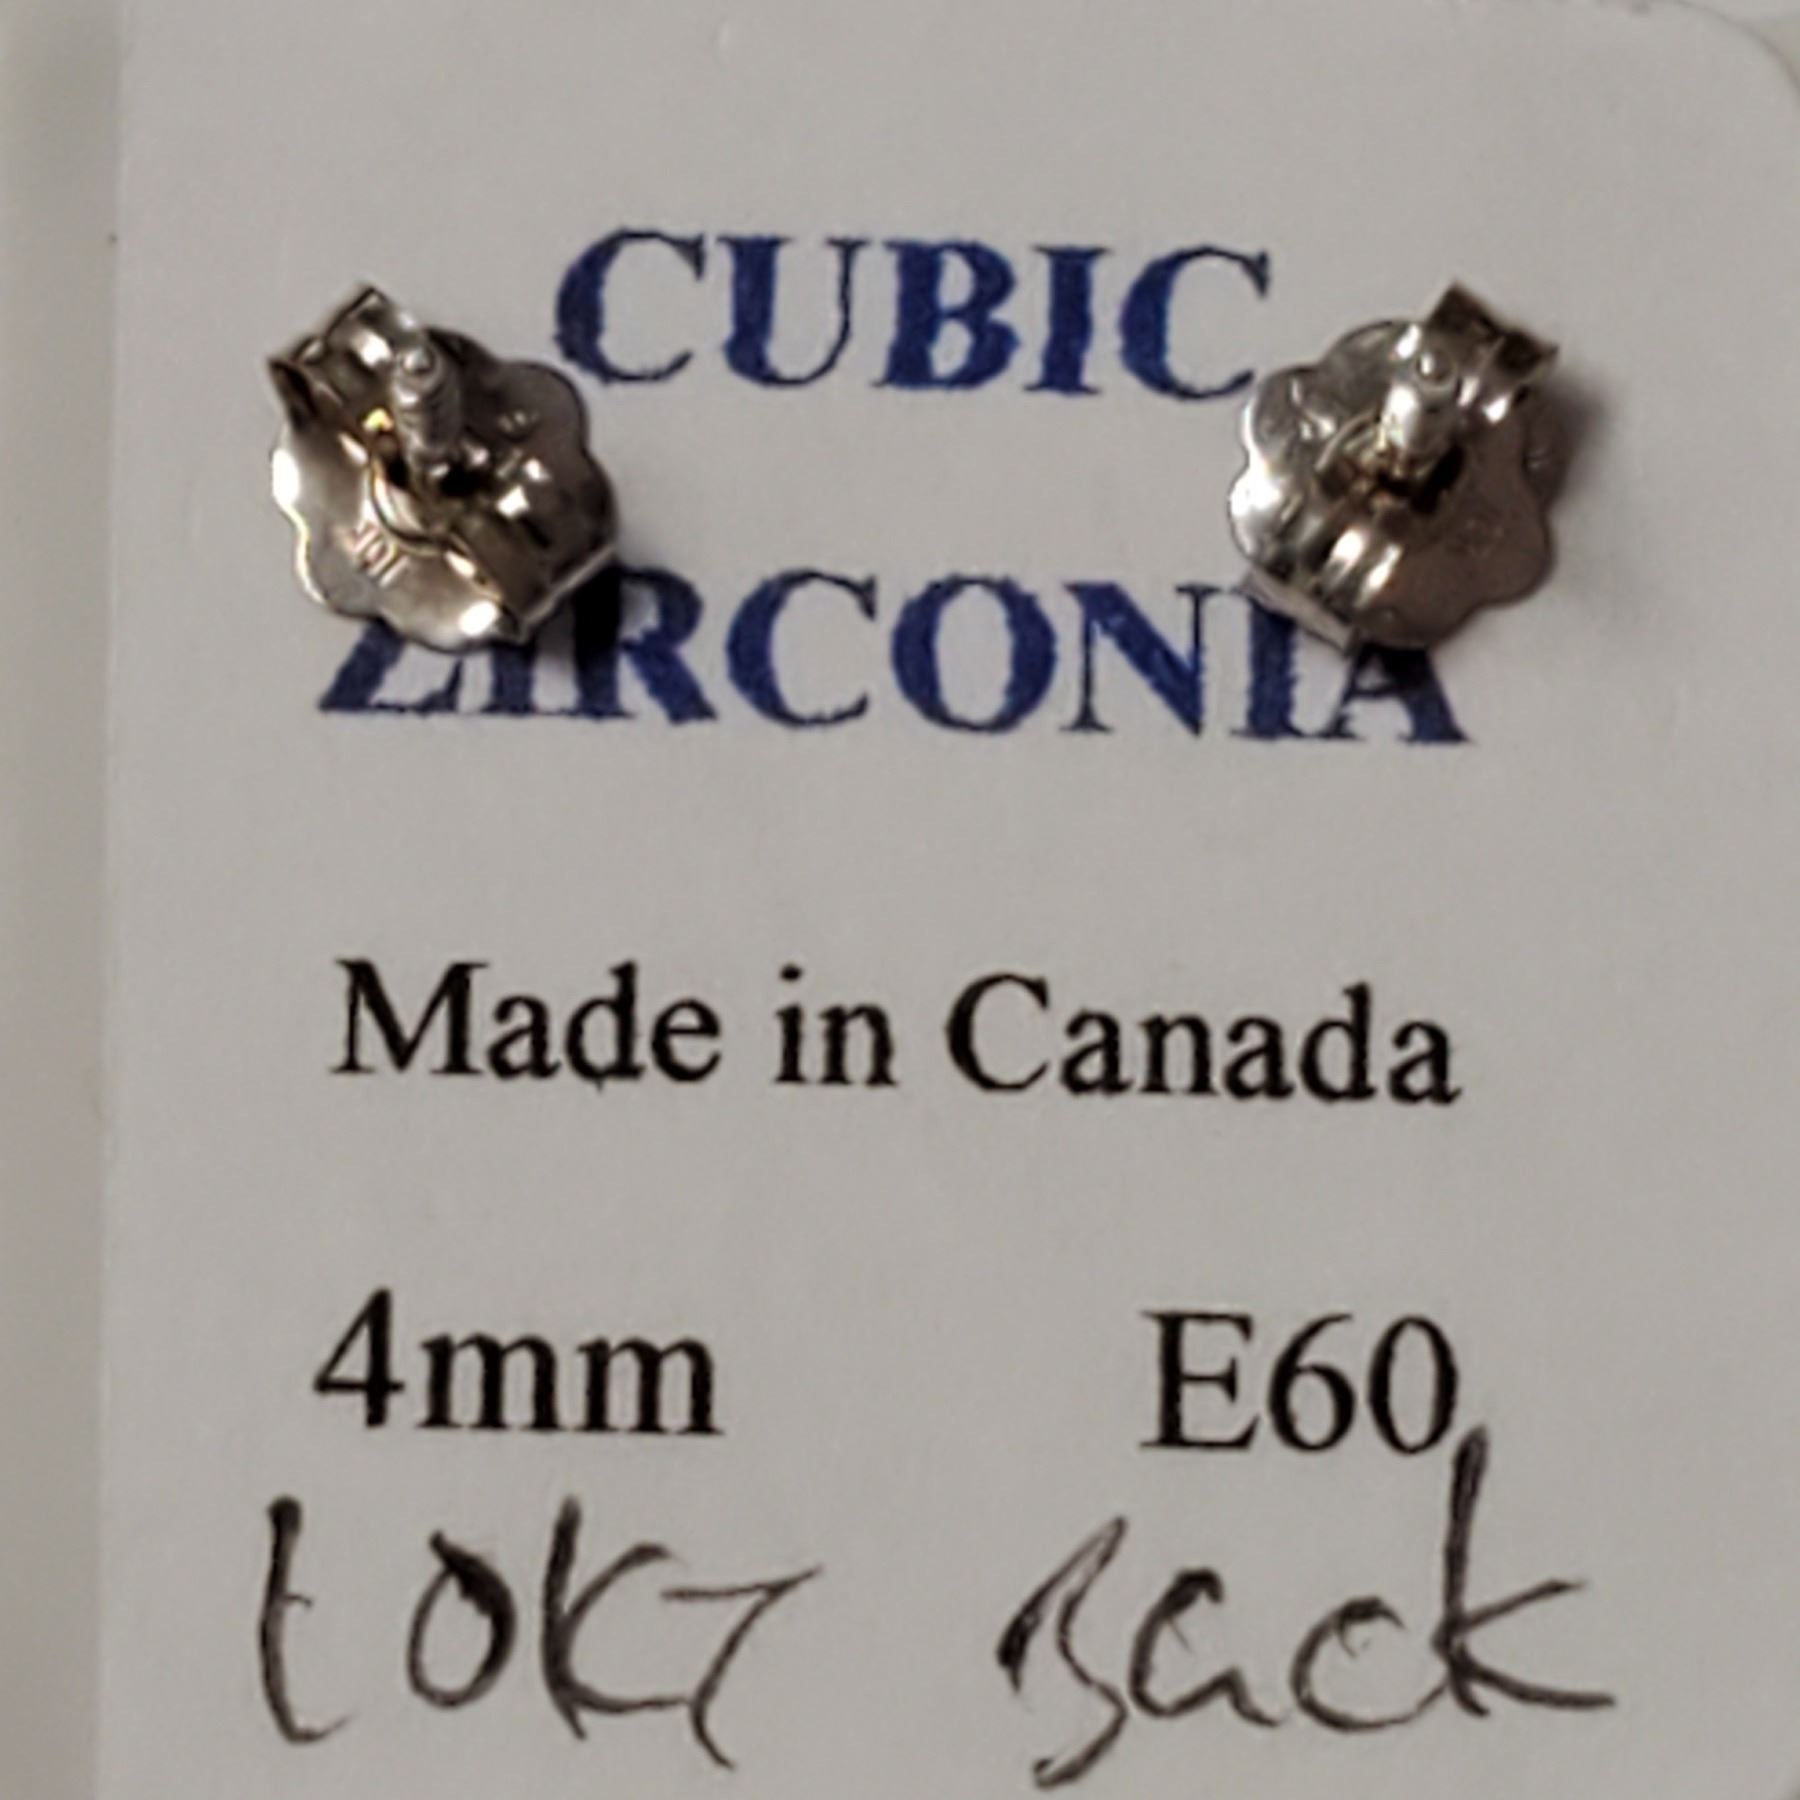 CUBIC
ZIRCONIA
Made in Canada
4mm E60
10K Back